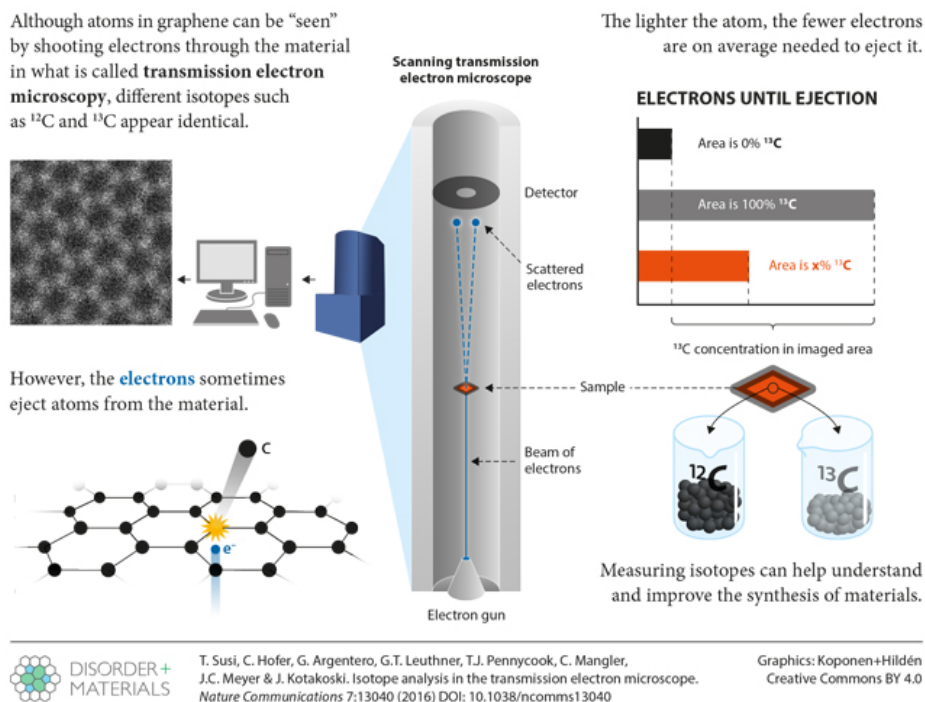 Although atoms in graphene can be “seen”
by shooting electrons through the material
in what is called transmission electron
microscopy, different isotopes such
as ¹²C and ¹³C appear identical.
However, the electrons sometimes
eject atoms from the material.
C
e⁻
Scanning transmission
electron microscope
Detector
Scattered
electrons
Sample
Beam of
electrons
Electron gun
The lighter the atom, the fewer electrons
are on average needed to eject it.
ELECTRONS UNTIL EJECTION
Area is 0% ¹³C
Area is 100% ¹³C
Area is x% ¹³C
¹³C concentration in imaged area
¹²C
¹³C
Measuring isotopes can help understand
and improve the synthesis of materials.
DISORDER+
MATERIALS
T. Susi, C. Hofer, G. Argentero, G.T. Leuthner, T.J. Pennycook, C. Mangler,
J.C. Meyer & J. Kotakoski. Isotope analysis in the transmission electron microscope.
Nature Communications 7:13040 (2016) DOI: 10.1038/ncomms13040
Graphics: Koponen+Hildén
Creative Commons BY 4.0